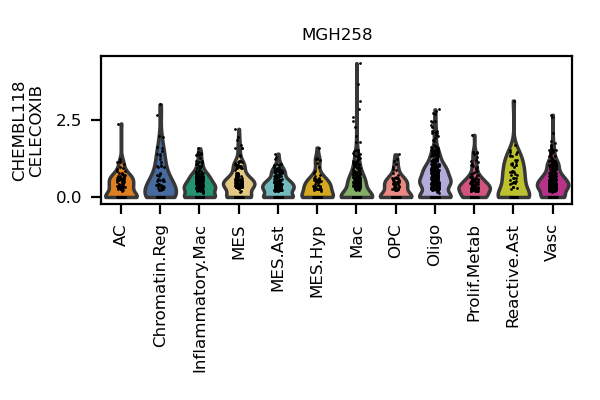 MGH258
CHEMBL118
CELECOXIB
2.5
0.0
AC
Chromatin.Reg
Inflammatory.Mac
MES
MES.Ast
MES.Hyp
Mac
OPC
Oligo
Prolif.Metab
Reactive.Ast
Vasc